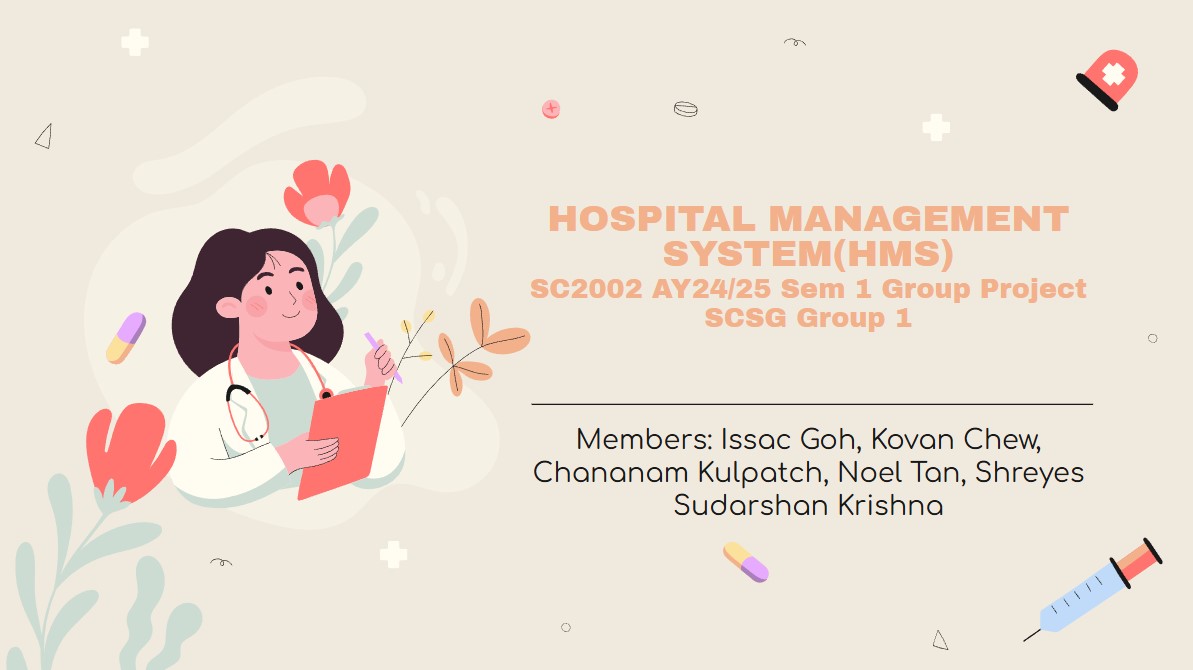 HOSPITAL MANAGEMENT
SYSTEM(HMS)
SC2002 AY24/25 Sem 1 Group Project
SCSG Group 1
Members: Issac Goh, Kovan Chew,
Chananam Kulpatch, Noel Tan, Shreyes
Sudarshan Krishna